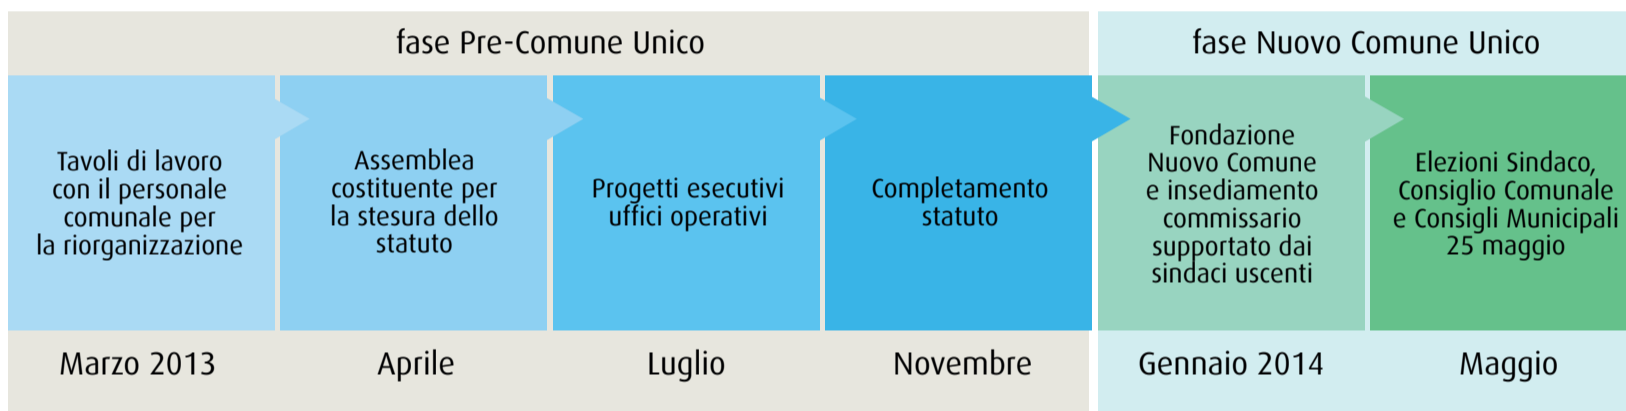 fase Pre-Comune Unico
fase Nuovo Comune Unico
Tavoli di lavoro
con il personale
comunale per
la riorganizzazione
Assemblea
costituente per
la stesura dello
statuto
Progetti esecutivi
uffici operativi
Completamento
statuto
Fondazione
Nuovo Comune
e insediamento
commissario
supportato dai
sindaci uscenti
Elezioni Sindaco,
Consiglio Comunale
e Consigli Municipali
25 maggio
Marzo 2013
Aprile
Luglio
Novembre
Gennaio 2014
Maggio